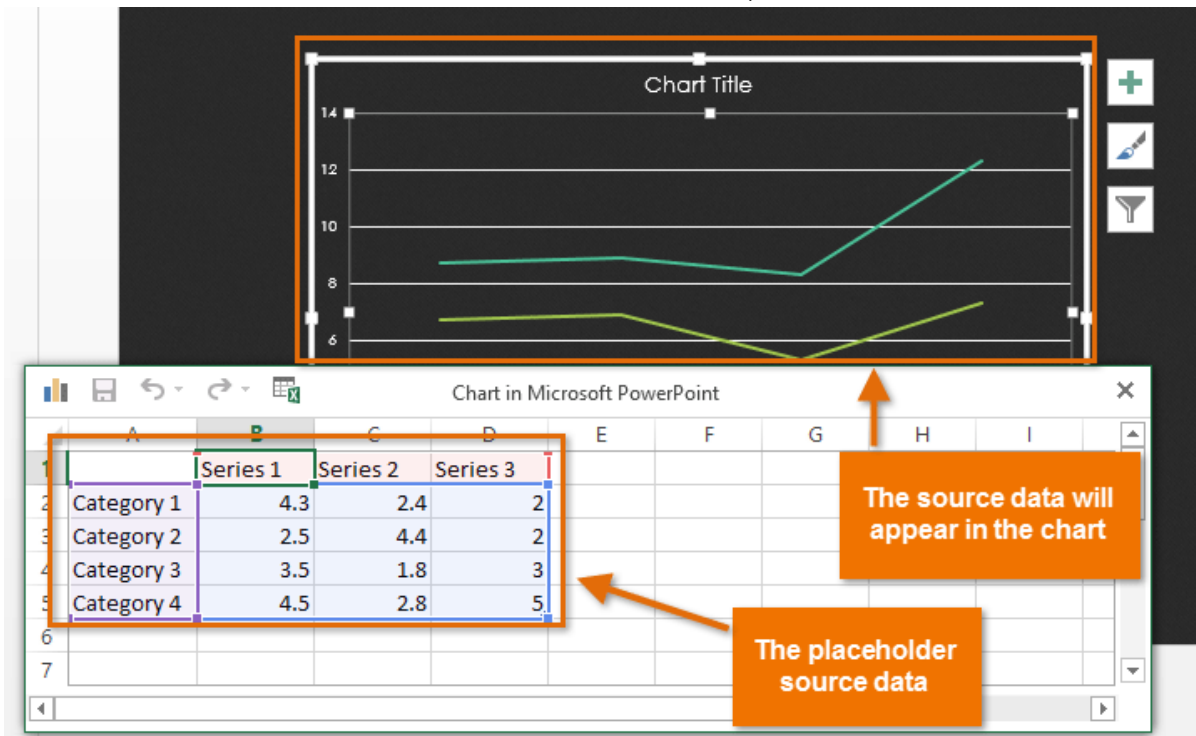 Chart Title
14
12
10
8
6
Chart in Microsoft PowerPoint
A B C D E F G H I
1 Series 1 Series 2 Series 3
2 Category 1 4.3 2.4 2
3 Category 2 2.5 4.4 2
4 Category 3 3.5 1.8 3
5 Category 4 4.5 2.8 5
6
7
The source data will
appear in the chart
The placeholder
source data